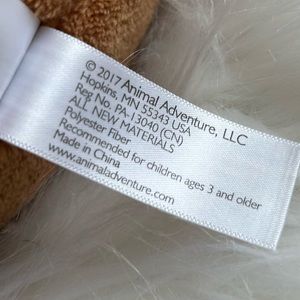 © 2017 Animal Adventure, LLC
Hopkins, MN 55343 USA
Reg. No. PA-13040 (CN)
ALL NEW MATERIALS
Polyester Fiber
Recommended for children ages 3 and older
Made in China
www.animaladventure.com